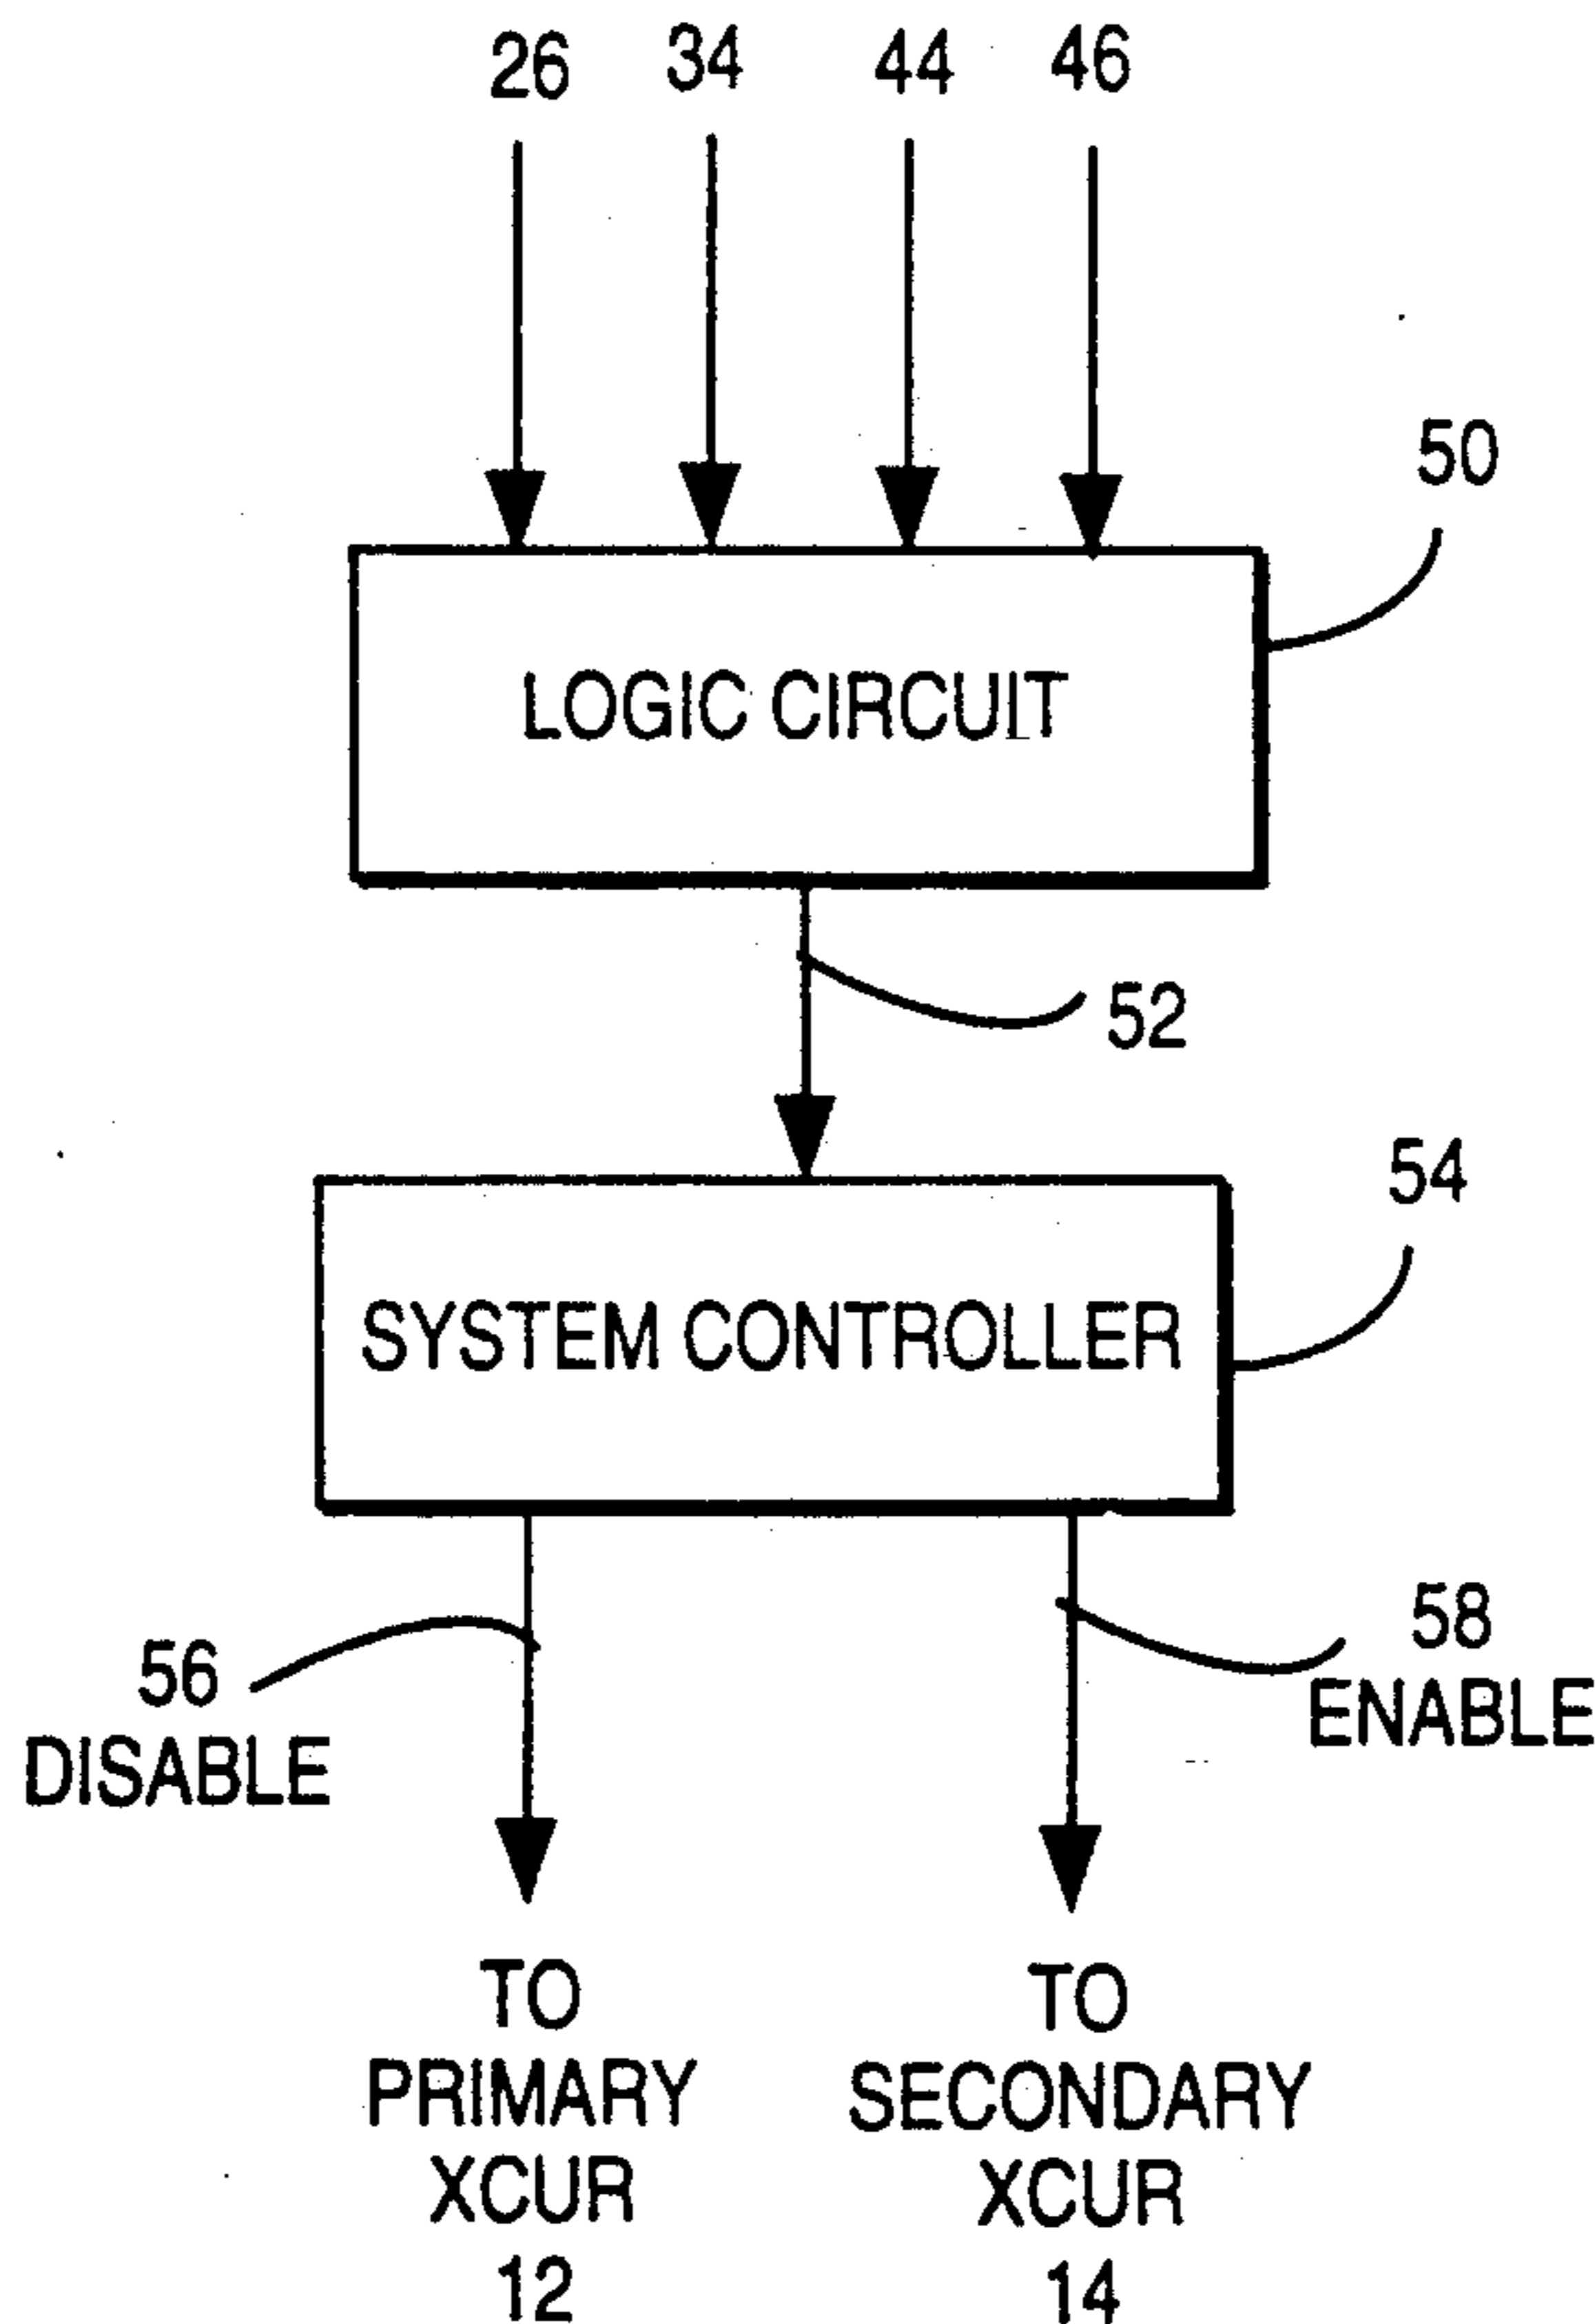 26 34 44 46
50
LOGIC CIRCUIT
52
54
SYSTEM CONTROLLER
56
DISABLE
58
ENABLE
TO
PRIMARY
XCUR
12
TO
SECONDARY
XCUR
14